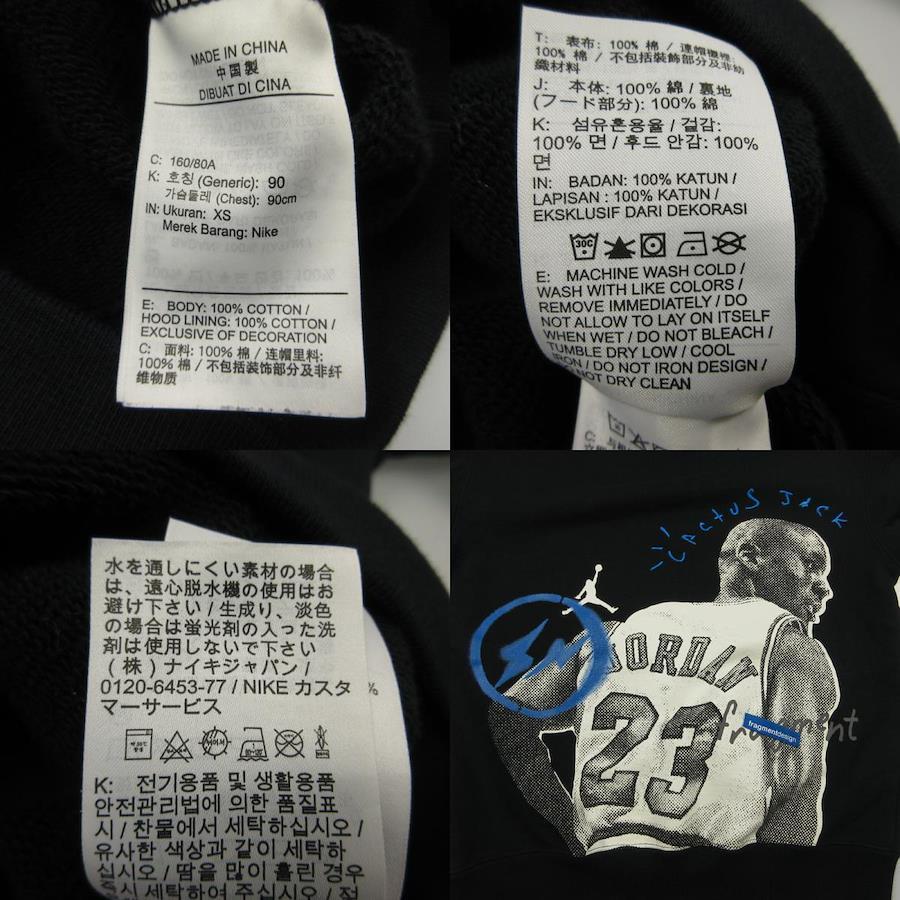 MADE IN CHINA
中国製
DIBUAT DI CINA
C: 160/80A
K: 호칭 (Generic): 90
가슴둘레 (Chest): 90cm
IN: Ukuran: XS
Merek Barang: Nike
E: BODY: 100% COTTON /
HOOD LINING: 100% COTTON /
EXCLUSIVE OF DECORATION
C: 面料: 100% 棉 / 连帽里料:
100% 棉 / 不包括装饰部分及非纤
维物质
T: 表布: 100% 棉 / 連帽襯裡:
100% 棉 / 不包括裝飾部分及非紡
織材料
J: 本体: 100% 綿 / 裏地
(フード部分): 100% 綿
K: 섬유혼용율 / 겉감:
100% 면 / 후드 안감: 100%
면
IN: BADAN: 100% KATUN /
LAPISAN : 100% KATUN /
EKSKLUSIF DARI DEKORASI
30C
E: MACHINE WASH COLD /
WASH WITH LIKE COLORS /
REMOVE IMMEDIATELY / DO
NOT ALLOW TO LAY ON ITSELF
WHEN WET / DO NOT BLEACH /
TUMBLE DRY LOW / COOL
IRON / DO NOT IRON DESIGN /
DO NOT DRY CLEAN
水を通しにくい素材の場合
は、遠心脱水機の使用はお
避け下さい / 生成り、淡色
の場合は蛍光剤の入った洗
剤は使用しないで下さい
(株) ナイキジャパン /
0120-6453-77 / NIKE カスタ
マーサービス
K: 전기용품 및 생활용품
안전관리법에 의한 품질표
시 / 찬물에서 세탁하십시오 /
유사한 색상과 같이 세탁하
십시오 / 땀을 많이 흘린 경우
즉시 세탁하여 주십시오 / 젖
CACTUS JACK
JORDAN
23
fragment
fragmentdesign